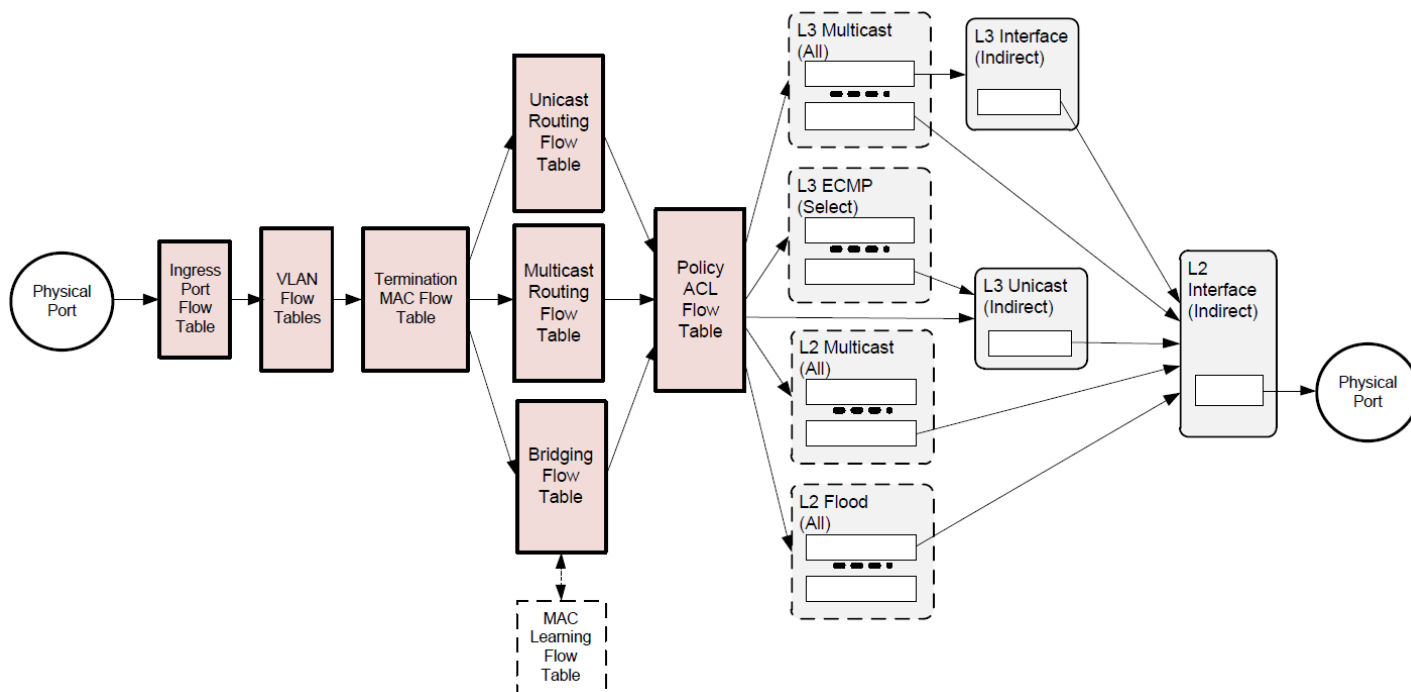 Physical
Port
Ingress
Port
Flow
Table
VLAN
Flow
Tables
Termination
MAC Flow
Table
Unicast
Routing
Flow
Table
Multicast
Routing
Flow
Table
Bridging
Flow
Table
MAC
Learning
Flow
Table
Policy
ACL
Flow
Table
L3 Multicast
(All)
L3 Interface
(Indirect)
L3 ECMP
(Select)
L3 Unicast
(Indirect)
L2 Multicast
(All)
L2 Flood
(All)
L2
Interface
(Indirect)
Physical
Port